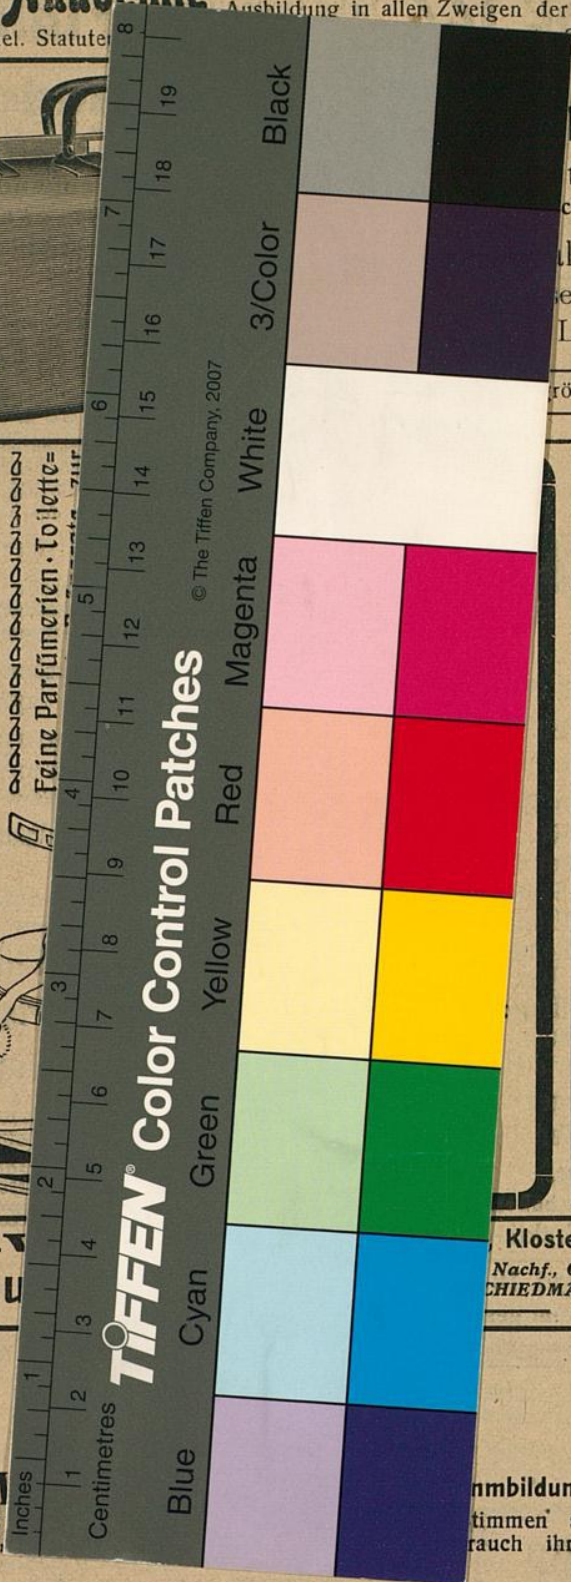 Ausbildung in allen Zweigen der
el. Statute
Feine Parfümerien · Toilette=
zur
TIFFEN® Color Control Patches
© The Tiffen Company, 2007
Inches
1
2
3
4
5
6
7
8
Centimetres
1
2
3
4
5
6
7
8
9
10
11
12
13
14
15
16
17
18
19
Blue
Cyan
Green
Yellow
Red
Magenta
White
3/Color
Black
, Kloste
Nachf.,
CHIEDMA
nmbildun
timmen
rauch ihr